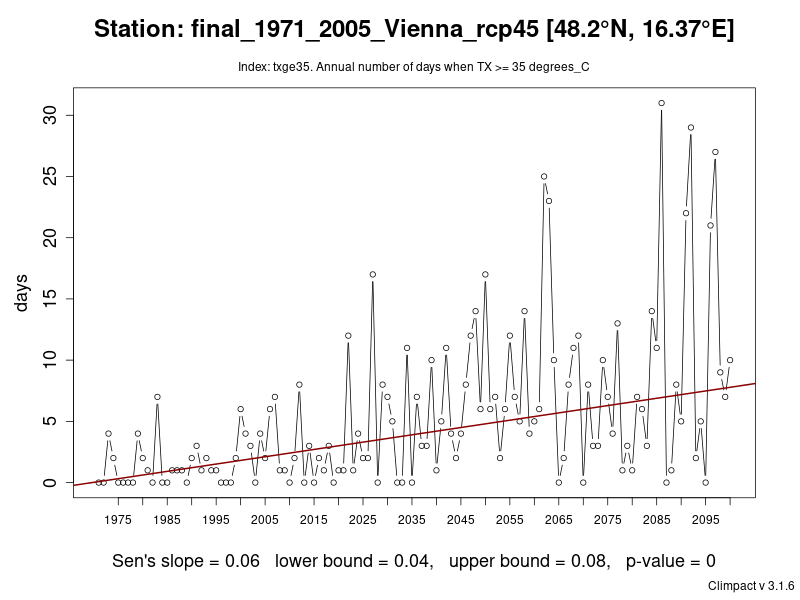 Station: final_1971_2005_Vienna_rcp45 [48.2°N, 16.37°E]
Index: txge35. Annual number of days when TX >= 35 degrees_C
30
25
20
15
10
5
0
days
1975 1985 1995 2005 2015 2025 2035 2045 2055 2065 2075 2085 2095
Sen's slope = 0.06 lower bound = 0.04, upper bound = 0.08, p-value = 0
Climpact v 3.1.6